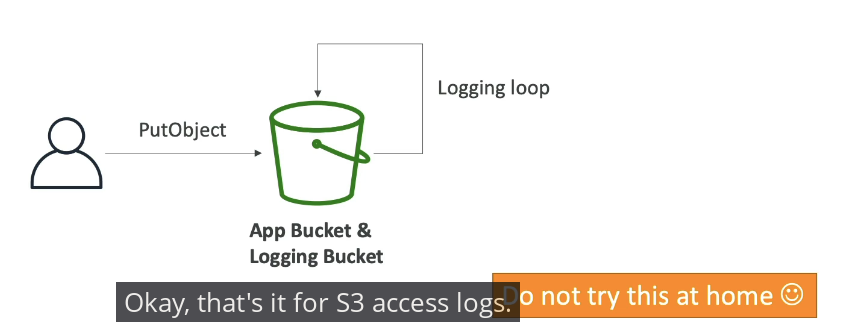 Logging loop
PutObject
App Bucket &
Logging Bucket
Do not try this at home ☺
Okay, that's it for S3 access logs.